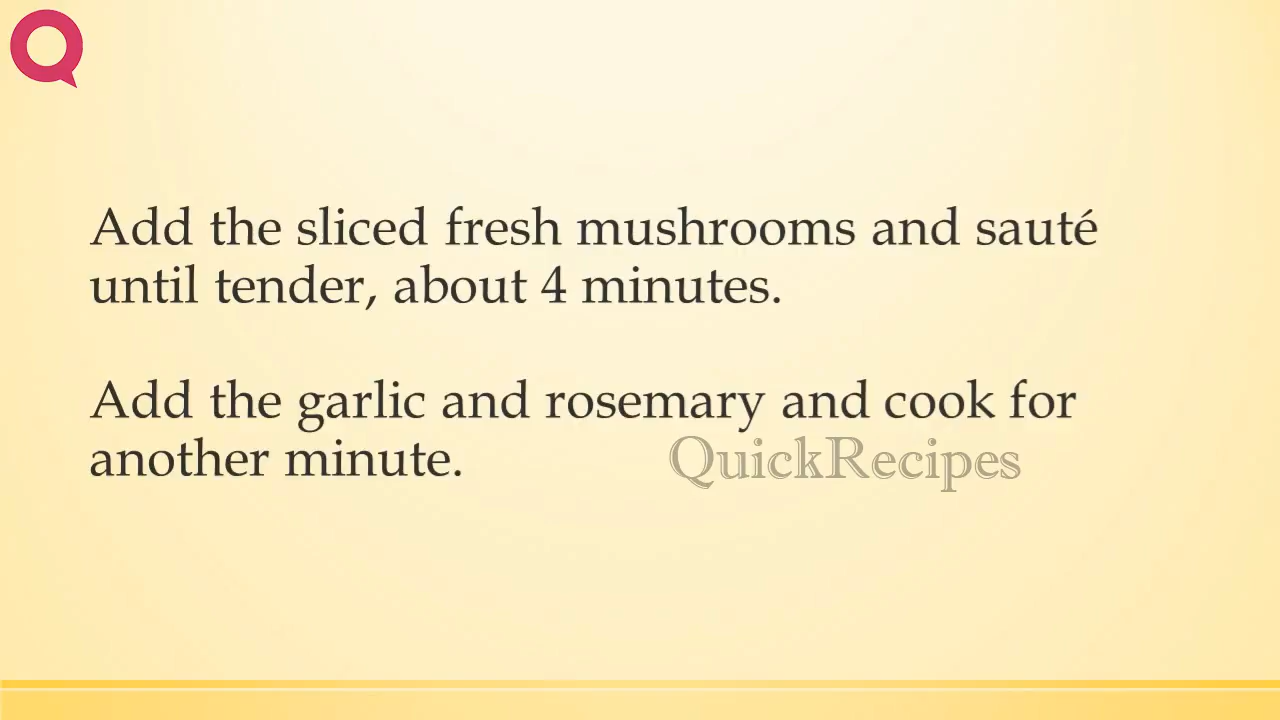 Add the sliced fresh mushrooms and sauté
until tender, about 4 minutes.
Add the garlic and rosemary and cook for
another minute.
QuickRecipes